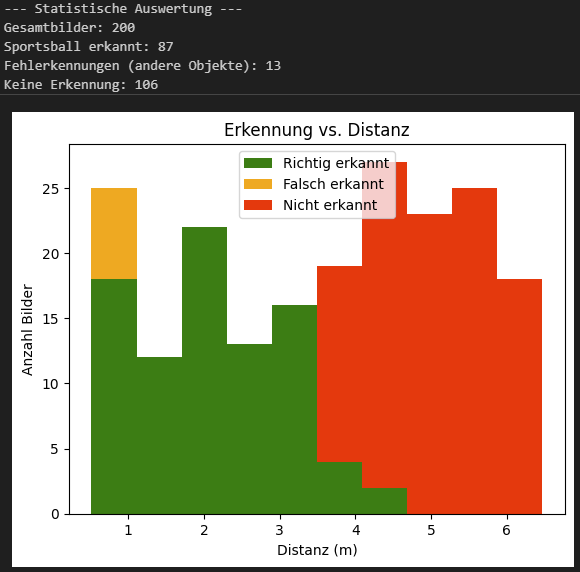 --- Statistische Auswertung ---
Gesamtbilder: 200
Sportsball erkannt: 87
Fehlerkennungen (andere Objekte): 13
Keine Erkennung: 106
Erkennung vs. Distanz
Richtig erkannt
Falsch erkannt
Nicht erkannt
Anzahl Bilder
25
20
15
10
5
0
1 2 3 4 5 6
Distanz (m)